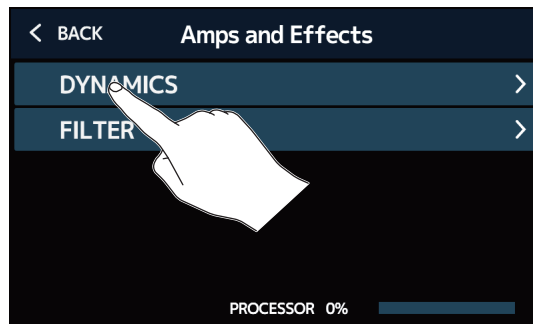 < BACK Amps and Effects
DYNAMICS >
FILTER >
PROCESSOR 0%